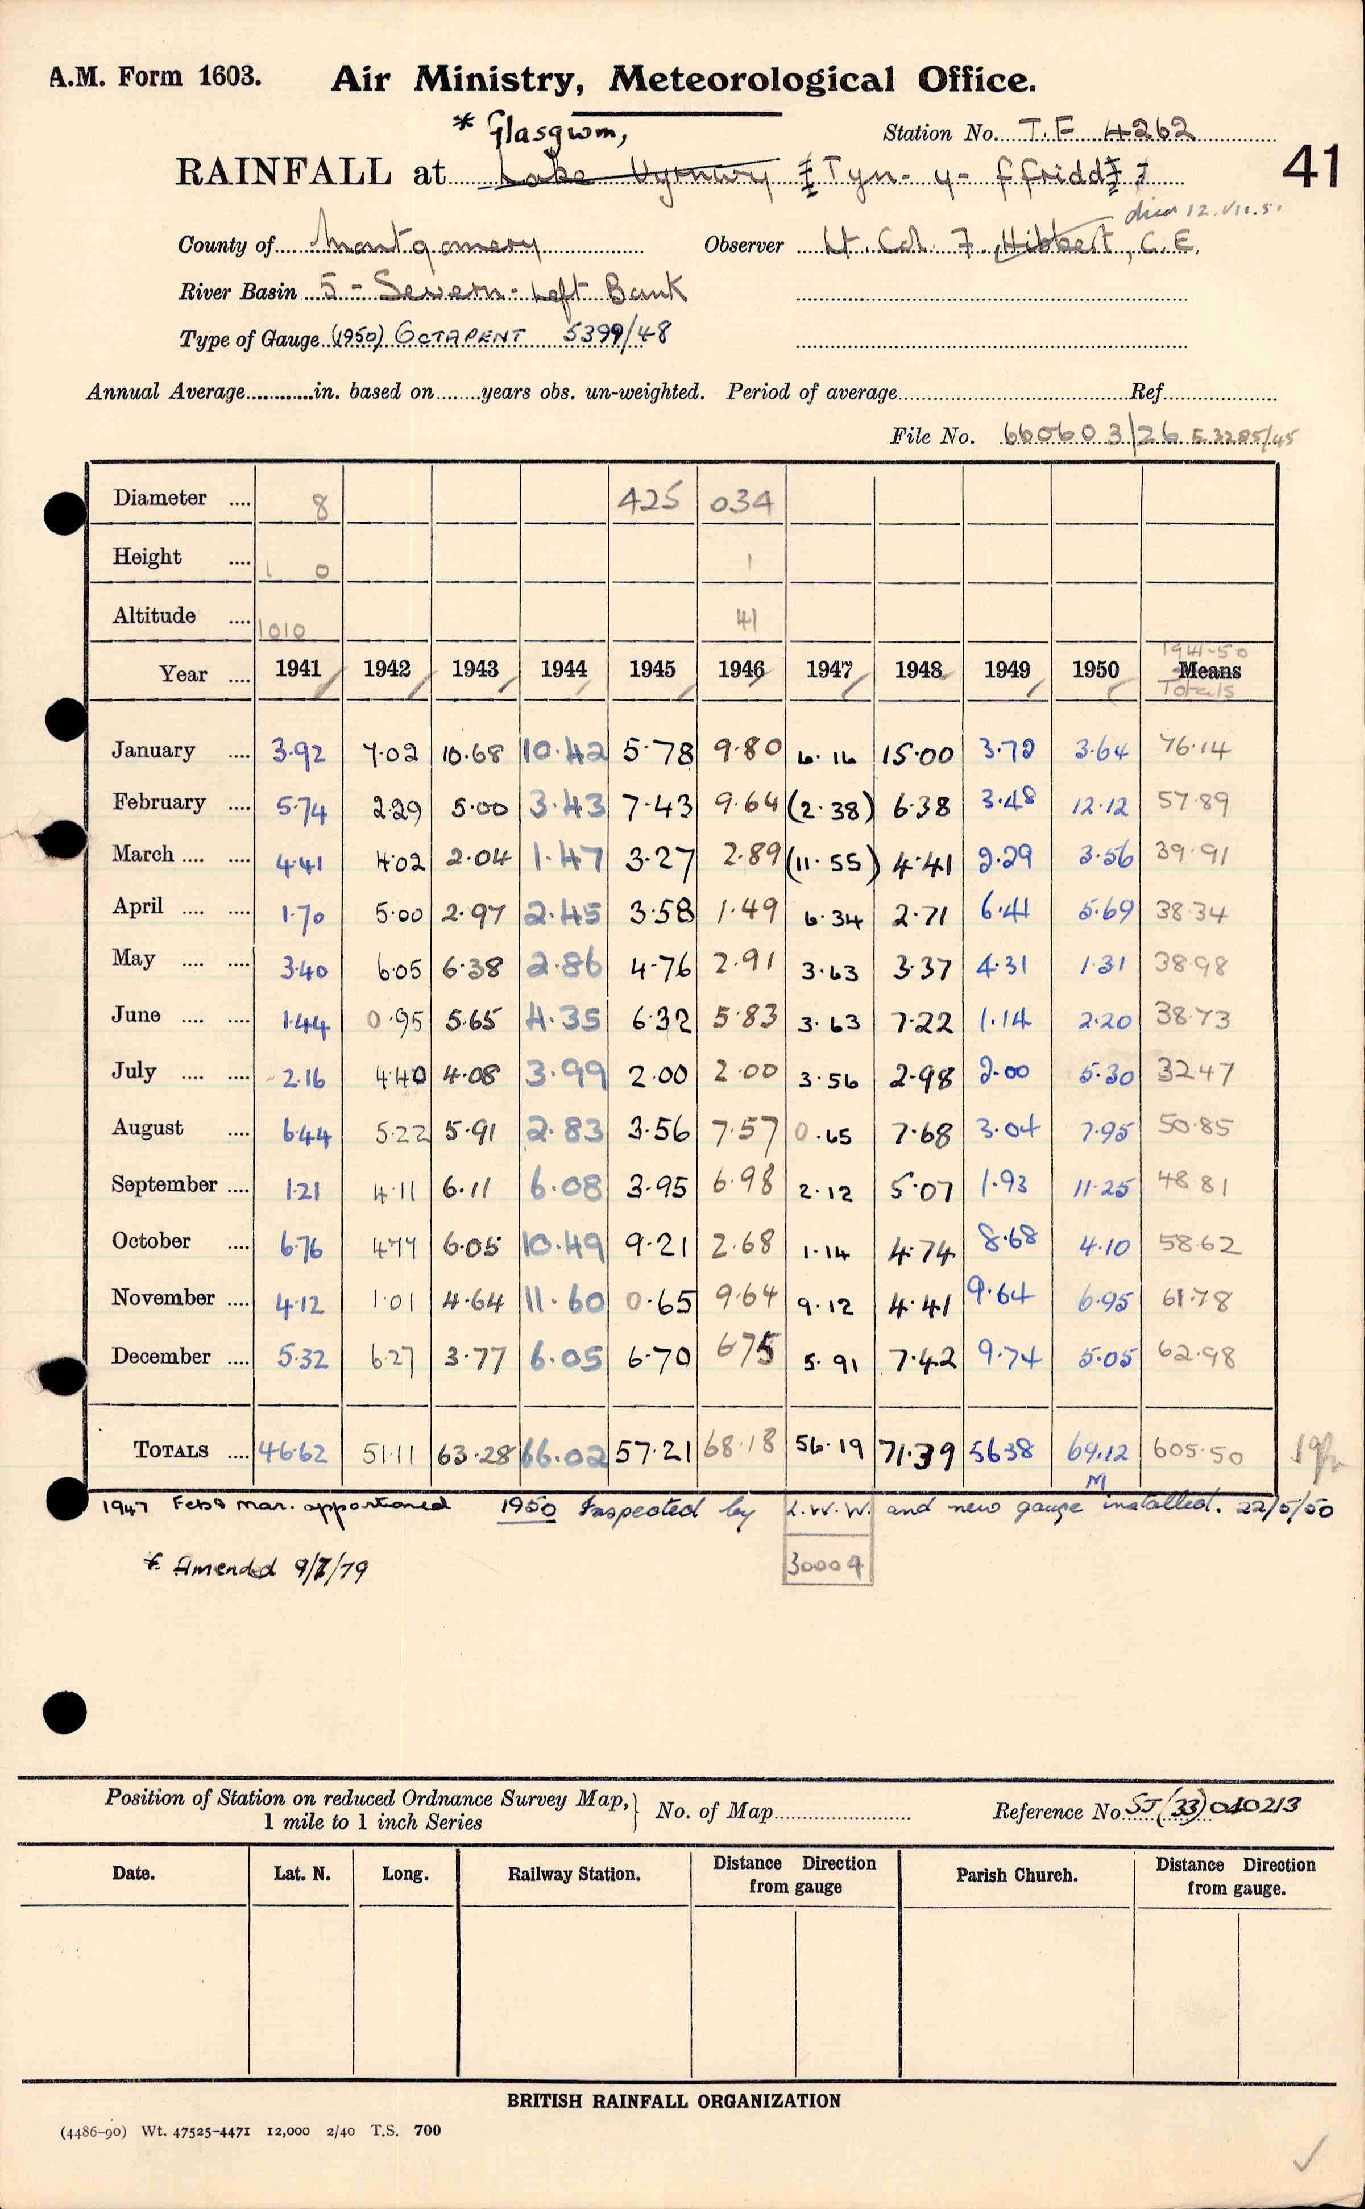 A.M. Form 1603. Air Ministry, Meteorological Office.
* Glasgwm, Station No. T.F 4262
RAINFALL at Lake Vyrnwy Tyn-y-ffridd 7 41
died 12.VII.51
County of Montgomery Observer Lt. Col. F. Hibbert, C.E.
River Basin 5 - Severn - Left Bank
Type of Gauge (1950) OCTAPENT 5399/48
Annual Average............in. based on........years obs. un-weighted. Period of average........Ref........
File No. 660603/26 E.3285/45
Diameter .... 8 425 034
Height .... 1 0 1
Altitude .... 1010 41
1941-50
Year .... 1941 1942 1943 1944 1945 1946 1947 1948 1949 1950 Means
Totals
January .... 3.92 7.02 10.68 10.42 5.78 9.80 6.16 15.00 3.72 3.64 76.14
February .... 5.74 2.29 5.00 3.43 7.43 9.64 (2.38) 6.38 3.48 12.12 57.89
March .... .... 4.41 4.02 2.04 1.47 3.27 2.89 (11.55) 4.41 2.29 3.56 39.91
April .... .... 1.70 5.00 2.97 2.45 3.58 1.49 6.34 2.71 6.41 5.69 38.34
May .... .... 3.40 6.05 6.38 2.86 4.76 2.91 3.63 3.37 4.31 1.31 38.98
June .... .... 1.44 0.95 5.65 4.35 6.32 5.83 3.63 7.22 1.14 2.20 38.73
July .... .... 2.16 4.40 4.08 3.99 2.00 2.00 3.56 2.98 2.00 5.30 32.47
August .... 6.44 5.22 5.91 2.83 3.56 7.57 0.65 7.68 3.04 7.95 50.85
September .... 1.21 4.11 6.11 6.08 3.95 6.98 2.12 5.07 1.93 11.25 48.81
October .... 6.76 4.77 6.05 10.49 9.21 2.68 1.14 4.74 8.68 4.10 58.62
November .... 4.12 1.01 4.64 11.60 0.65 9.64 9.12 4.41 9.64 6.95 61.78
December .... 5.32 6.27 3.77 6.05 6.70 6.75 5.91 7.42 9.74 5.05 62.98
TOTALS .... 46.62 51.11 63.28 66.02 57.21 68.18 56.19 71.39 56.38 69.12 605.50
M
1947 Feb & Mar. apportioned 1950 Inspected by L.W.W. and new gauge installed. 22/5/50
* Amended 9/7/79 30009
Position of Station on reduced Ordnance Survey Map, 1 mile to 1 inch Series } No. of Map........ Reference No. SJ(33)040213
Date. Lat. N. Long. Railway Station. Distance Direction from gauge Parish Church. Distance Direction from gauge.
BRITISH RAINFALL ORGANIZATION
(4486-90) Wt. 47525-4471 12,000 2/40 T.S. 700